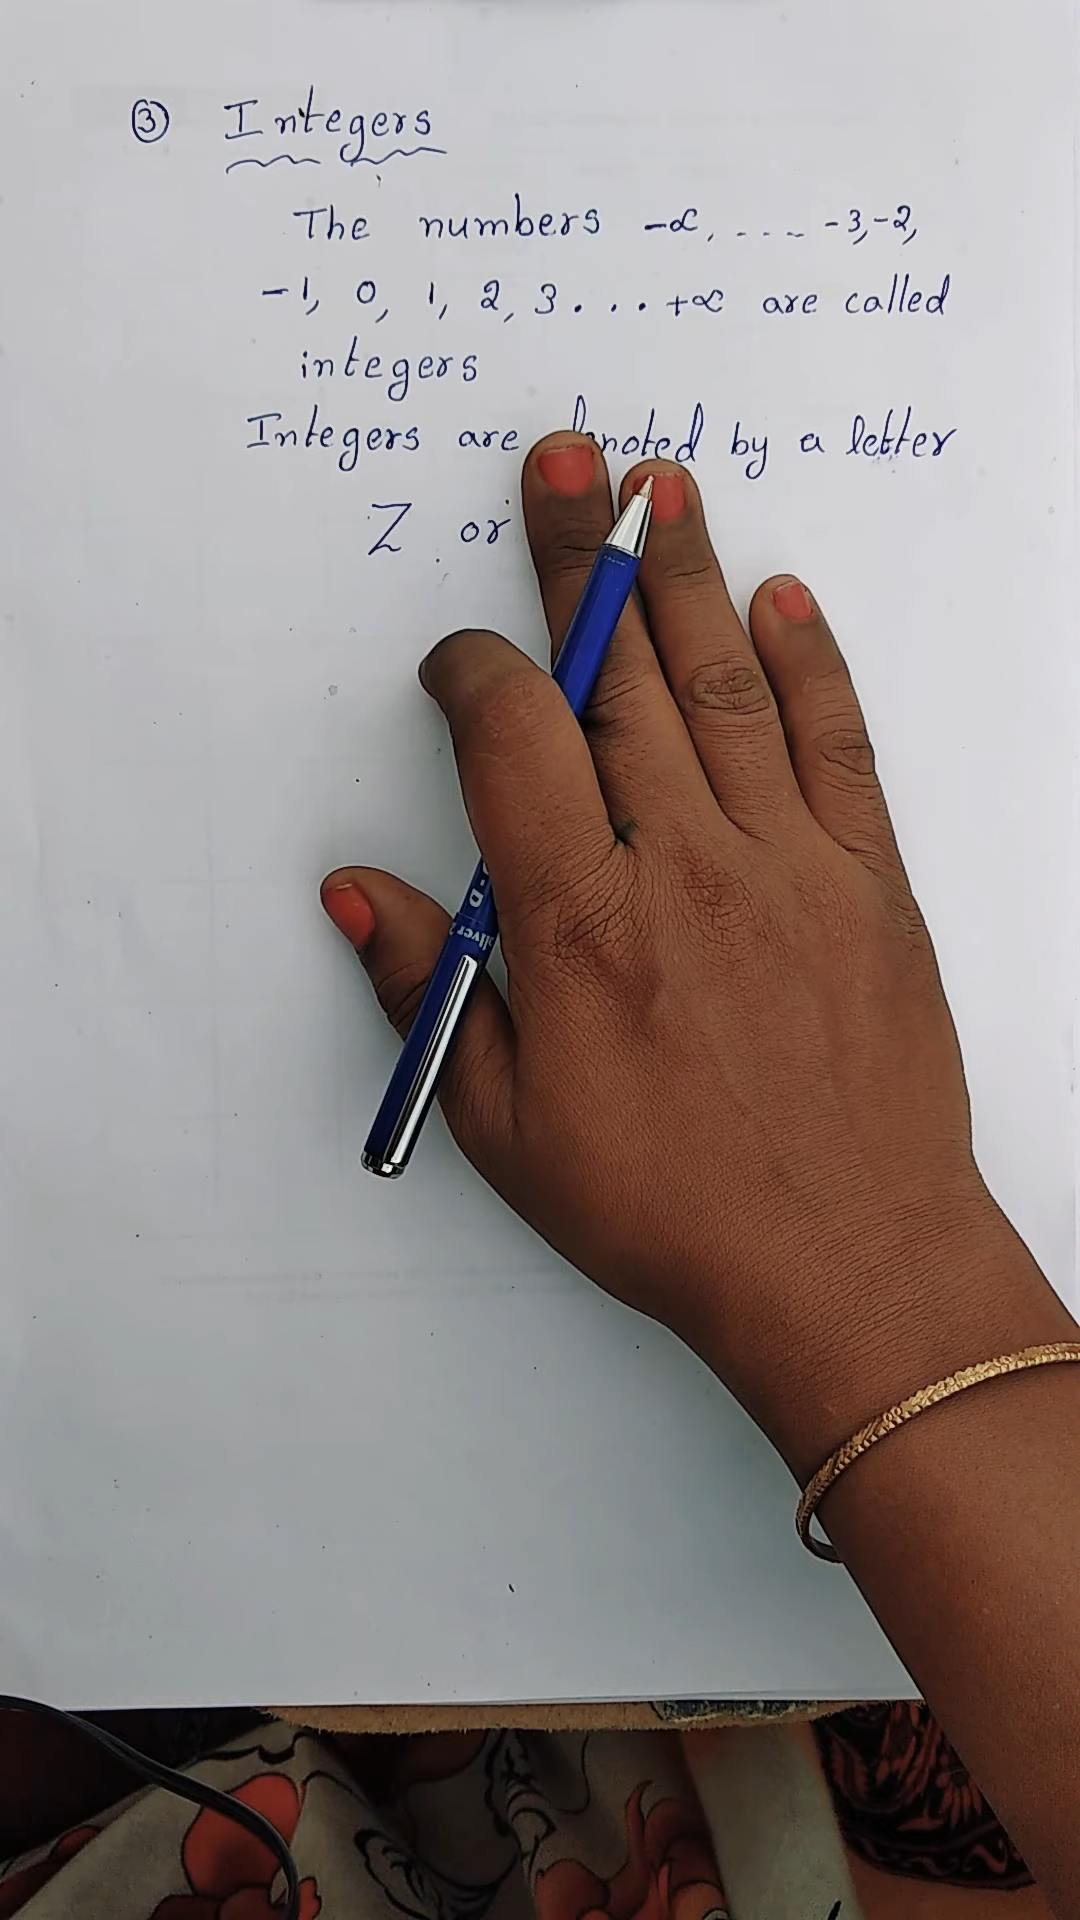 ③ Integers
The numbers -∝, .... -3,-2,
-1, 0, 1, 2, 3... +∝ are called
integers
Integers are denoted by a letter
Z or